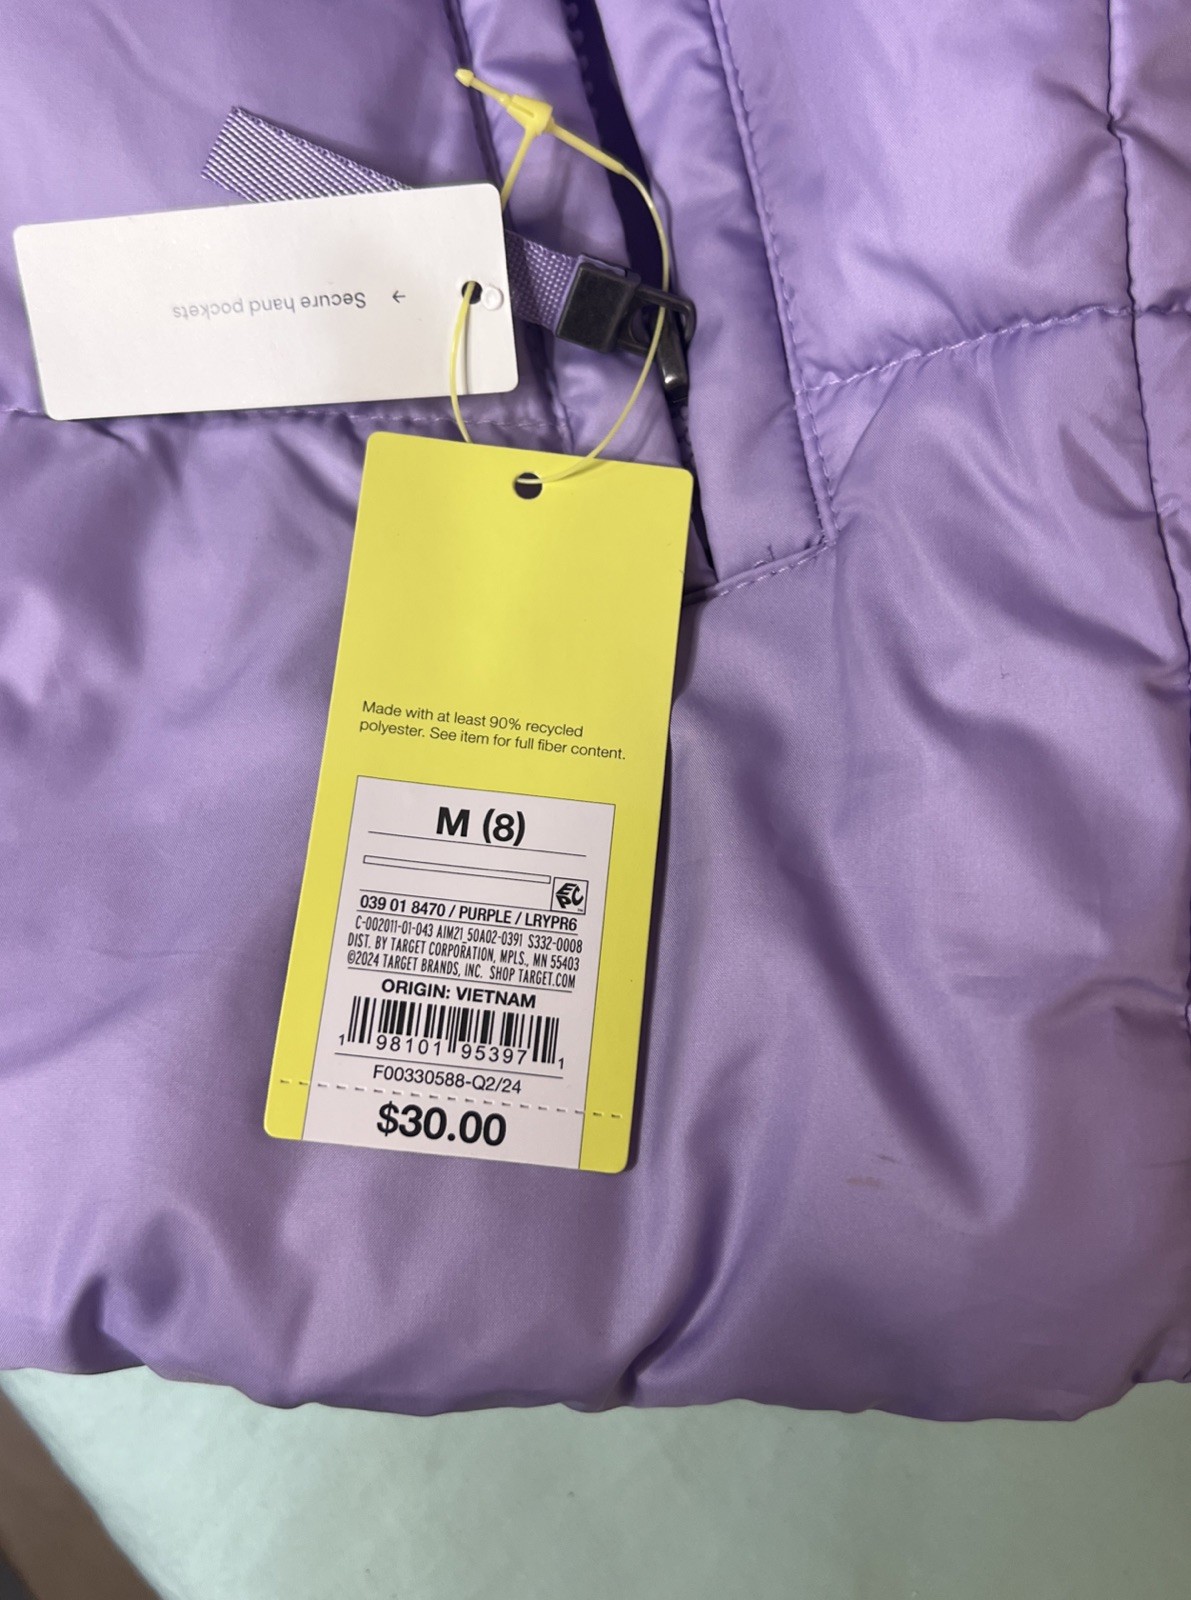 → Secure hand pockets
Made with at least 90% recycled
polyester. See item for full fiber content.
M (8)
EPC
039 01 8470 / PURPLE / LRYPR6
C-002011-01-043 AIM21 50A02-0391 S332-0008
DIST. BY TARGET CORPORATION, MPLS., MN 55403
©2024 TARGET BRANDS, INC. SHOP TARGET.COM
ORIGIN: VIETNAM
1 98101 95397 1
F00330588-Q2/24
$30.00